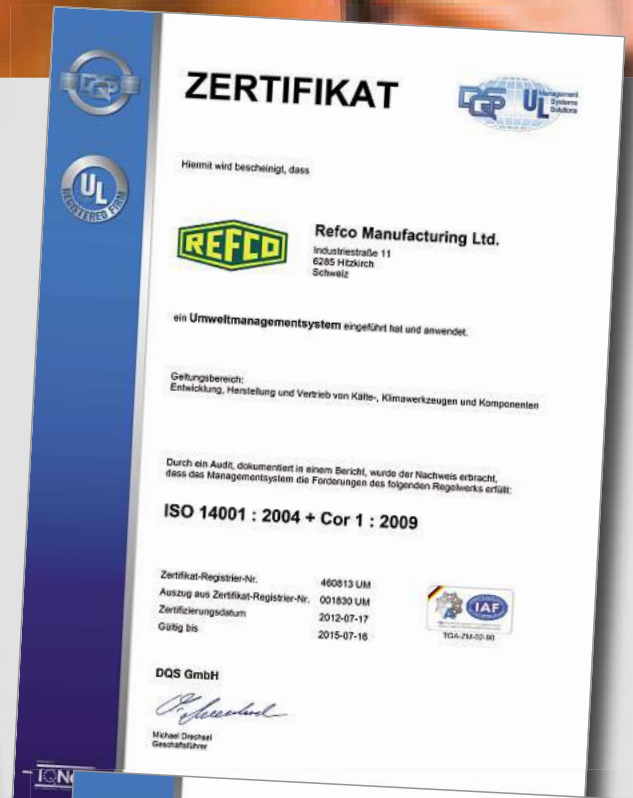 DQS
ZERTIFIKAT
DQS UL Management
Systems
Solutions
UL
REGISTERED FIRM
Hiermit wird bescheinigt, dass
REFCO
Refco Manufacturing Ltd.
Industriestraße 11
6285 Hitzkirch
Schweiz
ein Umweltmanagementsystem eingeführt hat und anwendet.
Geltungsbereich:
Entwicklung, Herstellung und Vertrieb von Kälte-, Klimawerkzeugen und Komponenten
Durch ein Audit, dokumentiert in einem Bericht, wurde der Nachweis erbracht,
dass das Managementsystem die Forderungen des folgenden Regelwerks erfüllt:
ISO 14001 : 2004 + Cor 1 : 2009
Zertifikat-Registrier-Nr. 460813 UM
Auszug aus Zertifikat-Registrier-Nr. 001830 UM
Zertifizierungsdatum 2012-07-17
Gültig bis 2015-07-16
IAF
TGA-ZM-02-90
DQS GmbH
Michael Drechsel
Geschäftsführer